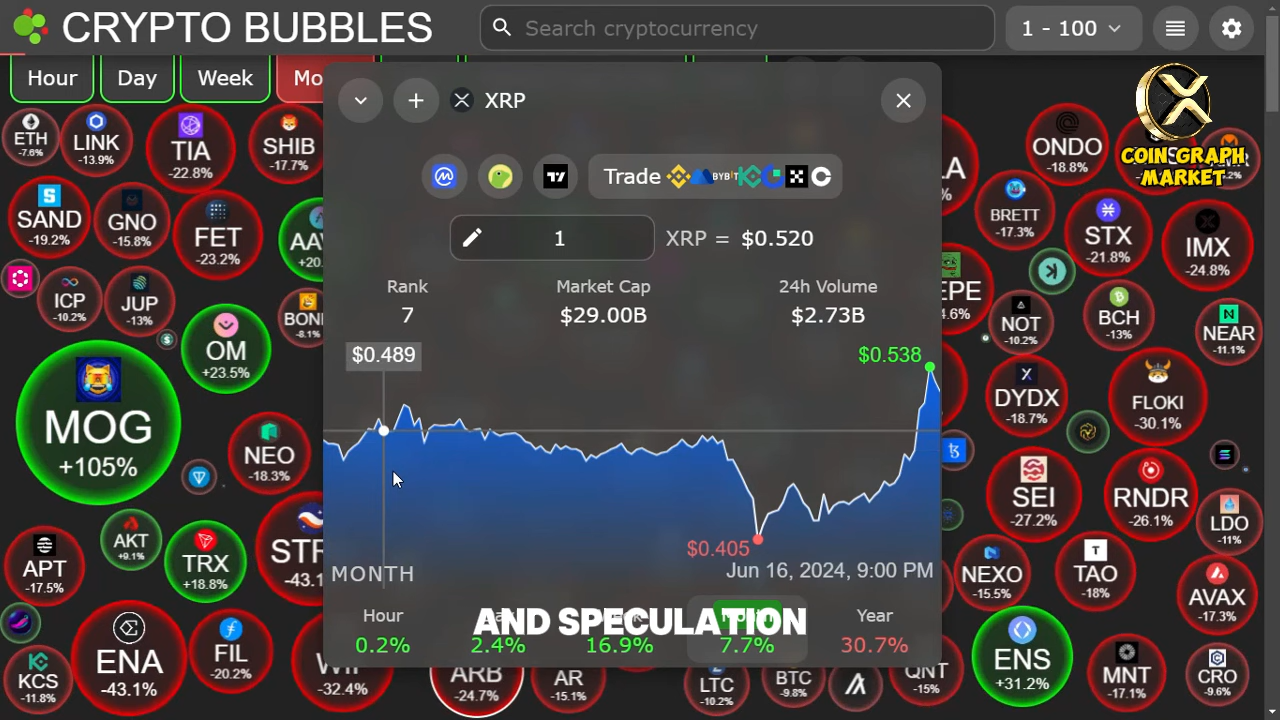 CRYPTO BUBBLES
Search cryptocurrency
1 - 100
Hour
Day
Week
XRP
COIN GRAPH
MARKET
Trade
BYBIT
1
XRP = $0.520
Rank
Market Cap
24h Volume
7
$29.00B
$2.73B
$0.489
$0.538
$0.405
MONTH
Jun 16, 2024, 9:00 PM
Hour
Year
AND SPECULATION
0.2%
2.4%
16.9%
7.7%
30.7%
ETH
-7.6%
LINK
-13.9%
TIA
-22.8%
SHIB
-17.7%
SAND
-19.2%
GNO
-15.8%
FET
-23.2%
ICP
-10.2%
JUP
-13%
-8.1%
OM
+23.5%
MOG
+105%
NEO
-18.3%
AKT
+9.1%
TRX
+18.8%
APT
-17.5%
ENA
-43.1%
FIL
-20.2%
KCS
-11.8%
-32.4%
ARB
-24.7%
AR
-15.1%
LTC
-10.2%
BTC
-9.8%
QNT
-15%
ONDO
-18.8%
BRETT
-17.3%
STX
-21.8%
IMX
-24.8%
NOT
-10.2%
BCH
-13%
NEAR
-11.1%
DYDX
-18.7%
FLOKI
-30.1%
SEI
-27.2%
RNDR
-26.1%
LDO
-11%
NEXO
-15.5%
TAO
-18%
AVAX
-17.3%
ENS
+31.2%
MNT
-17.1%
CRO
-9.6%